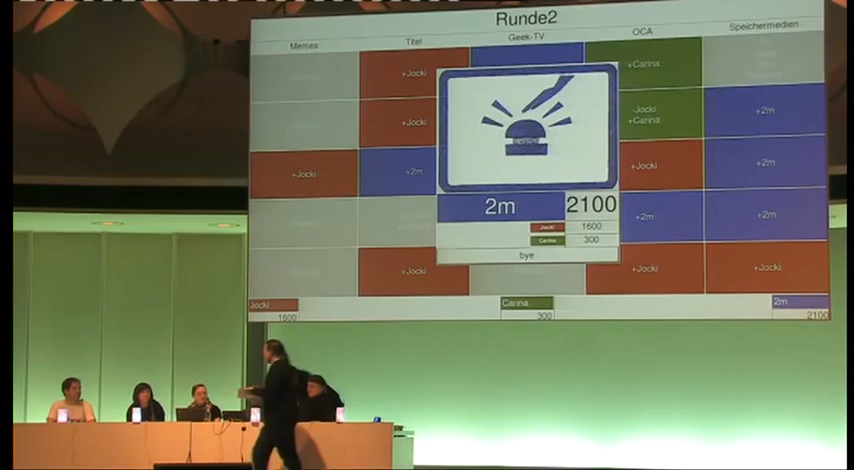 Runde2
Memes Titel Geek-TV OCA Speichermedien
+Jocki +Carina
+Jocki -Jocki +2m
+Carina
+Jocki +2m +Jocki +2m
+2m +2m
+Jocki +Jocki +Jocki
2m 2100
Jocki 1600
Carina 300
bye
Jocki Carina 2m
1600 300 2100